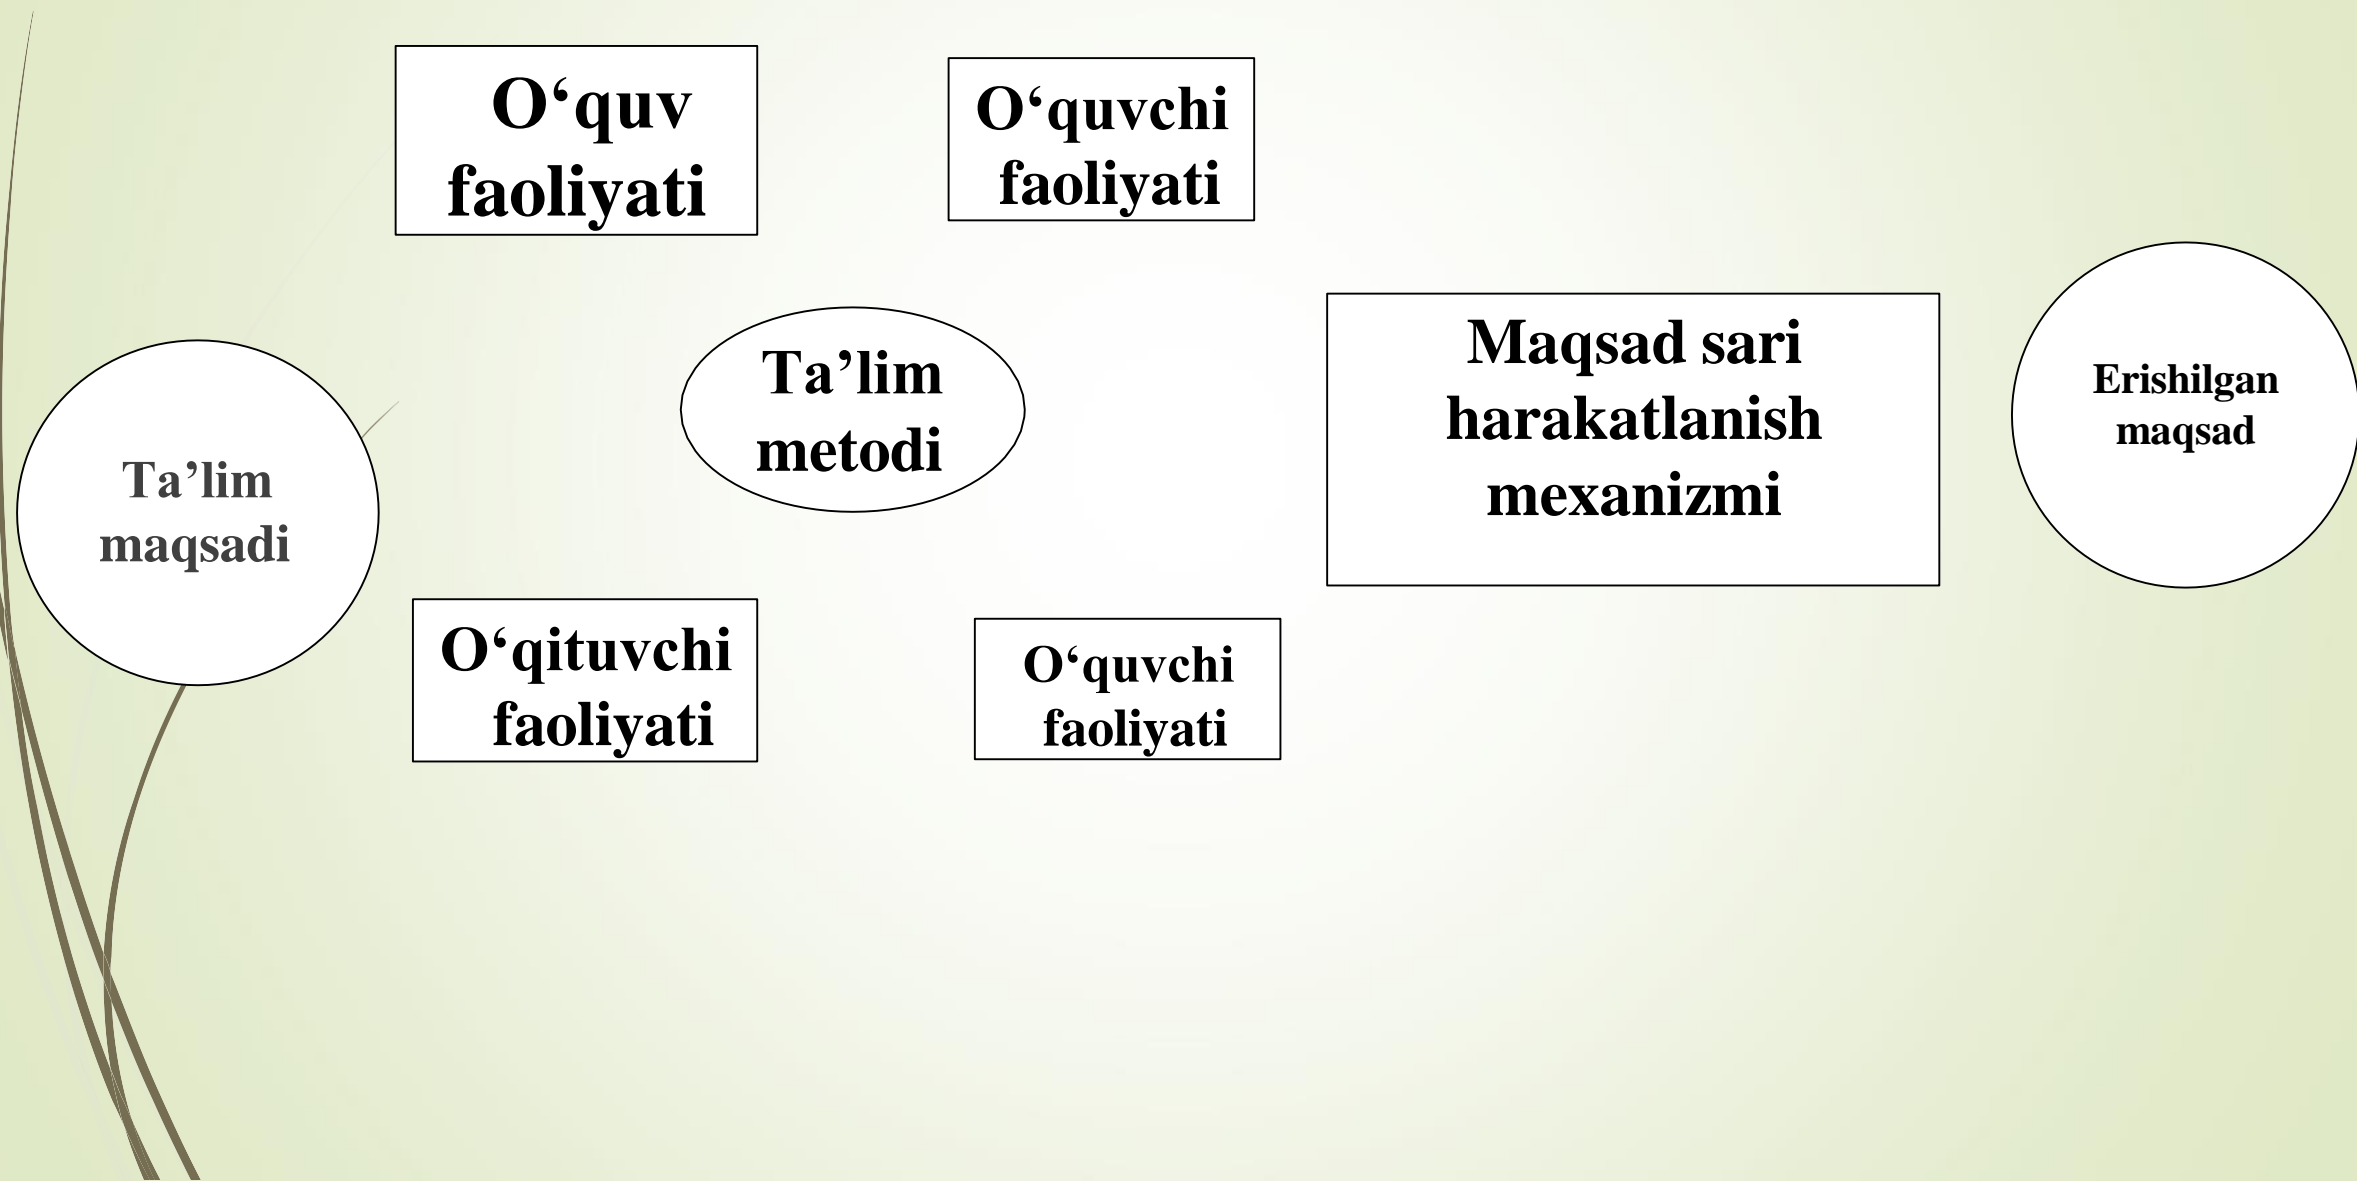 O‘quv
faoliyati
O‘quvchi
faoliyati
Ta’lim
maqsadi
Ta’lim
metodi
Maqsad sari
harakatlanish
mexanizmi
Erishilgan
maqsad
O‘qituvchi
faoliyati
O‘quvchi
faoliyati